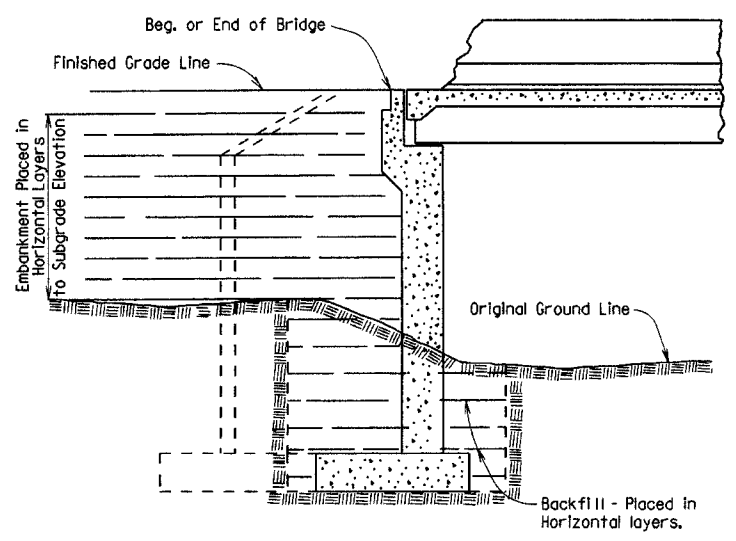 Beg. or End of Bridge
Finished Grade Line
Embankment Placed in
Horizontal Layers
to Subgrade Elevation
Original Ground Line
Backfill - Placed in
Horizontal layers.